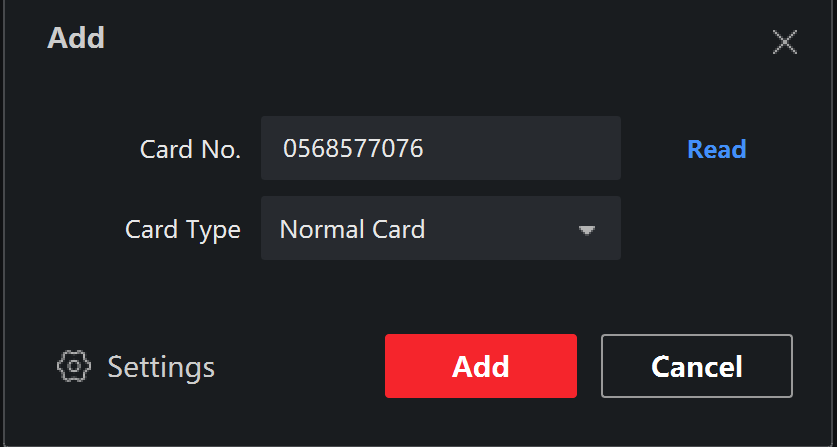 Add
Card No. 0568577076 Read
Card Type Normal Card
Settings Add Cancel